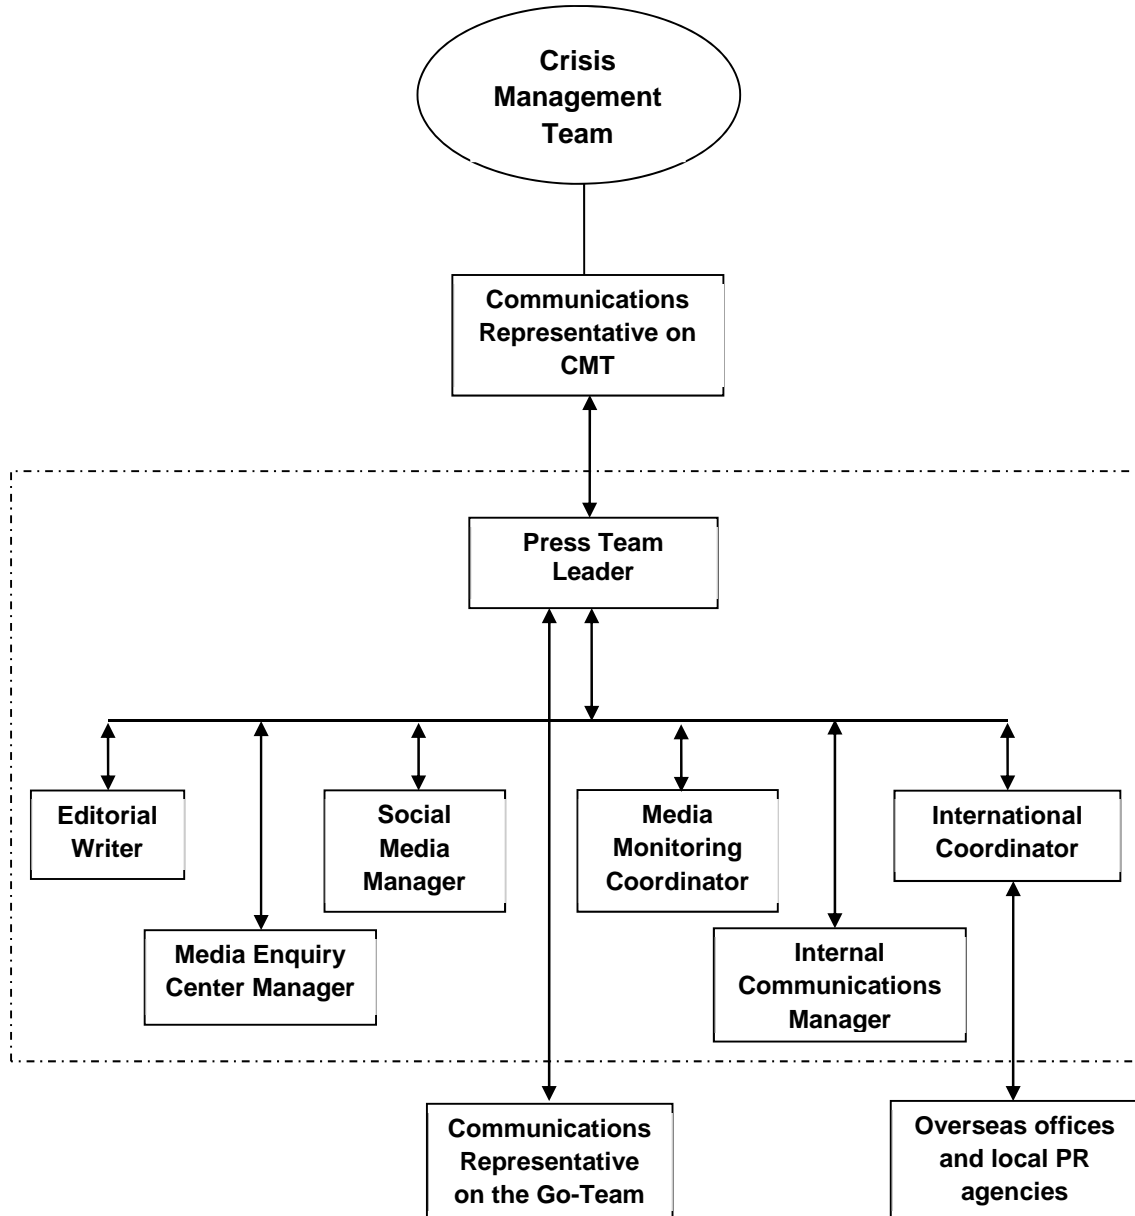 Crisis
Management
Team
Communications
Representative on
CMT
Press Team
Leader
Editorial
Writer
Social
Media
Manager
Media
Monitoring
Coordinator
International
Coordinator
Media Enquiry
Center Manager
Internal
Communications
Manager
Communications
Representative
on the Go-Team
Overseas offices
and local PR
agencies